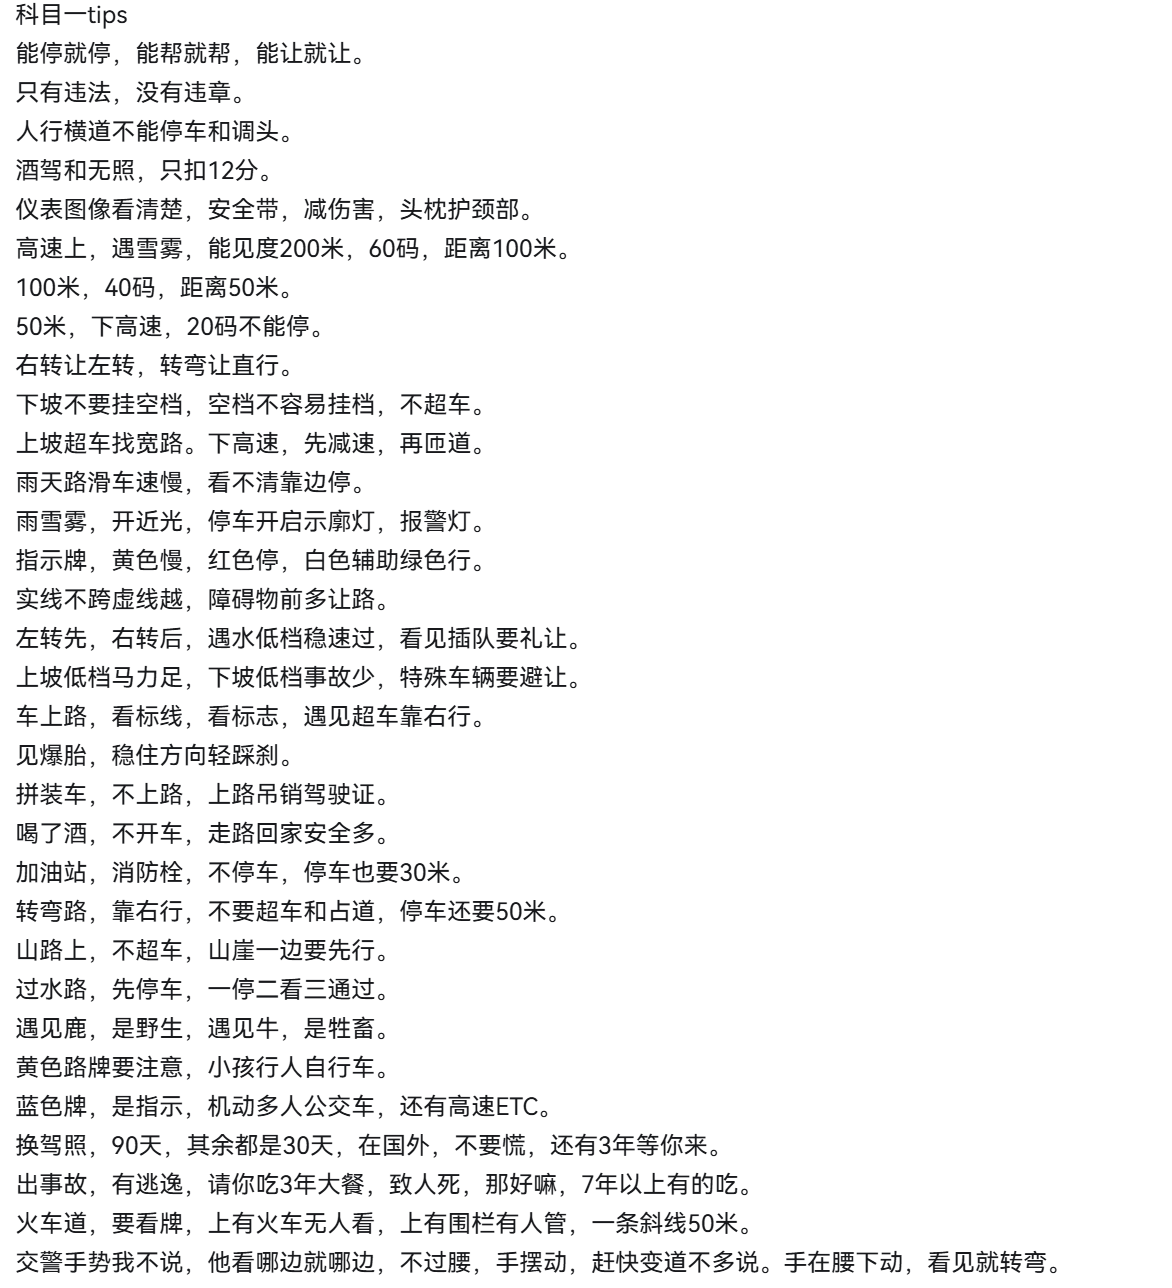 科目一tips
能停就停，能帮就帮，能让就让。
只有违法，没有违章。
人行横道不能停车和调头。
酒驾和无照，只扣12分。
仪表图像看清楚，安全带，减伤害，头枕护颈部。
高速上，遇雪雾，能见度200米，60码，距离100米。
100米，40码，距离50米。
50米，下高速，20码不能停。
右转让左转，转弯让直行。
下坡不要挂空档，空档不容易挂档，不超车。
上坡超车找宽路。下高速，先减速，再匝道。
雨天路滑车速慢，看不清靠边停。
雨雪雾，开近光，停车开启示廓灯，报警灯。
指示牌，黄色慢，红色停，白色辅助绿色行。
实线不跨虚线越，障碍物前多让路。
左转先，右转后，遇水低档稳速过，看见插队要礼让。
上坡低档马力足，下坡低档事故少，特殊车辆要避让。
车上路，看标线，看标志，遇见超车靠右行。
见爆胎，稳住方向轻踩刹。
拼装车，不上路，上路吊销驾驶证。
喝了酒，不开车，走路回家安全多。
加油站，消防栓，不停车，停车也要30米。
转弯路，靠右行，不要超车和占道，停车还要50米。
山路上，不超车，山崖一边要先行。
过水路，先停车，一停二看三通过。
遇见鹿，是野生，遇见牛，是牲畜。
黄色路牌要注意，小孩行人自行车。
蓝色牌，是指示，机动多人公交车，还有高速ETC。
换驾照，90天，其余都是30天，在国外，不要慌，还有3年等你来。
出事故，有逃逸，请你吃3年大餐，致人死，那好嘛，7年以上有的吃。
火车道，要看牌，上有火车无人看，上有围栏有人管，一条斜线50米。
交警手势我不说，他看哪边就哪边，不过腰，手摆动，赶快变道不多说。手在腰下动，看见就转弯。